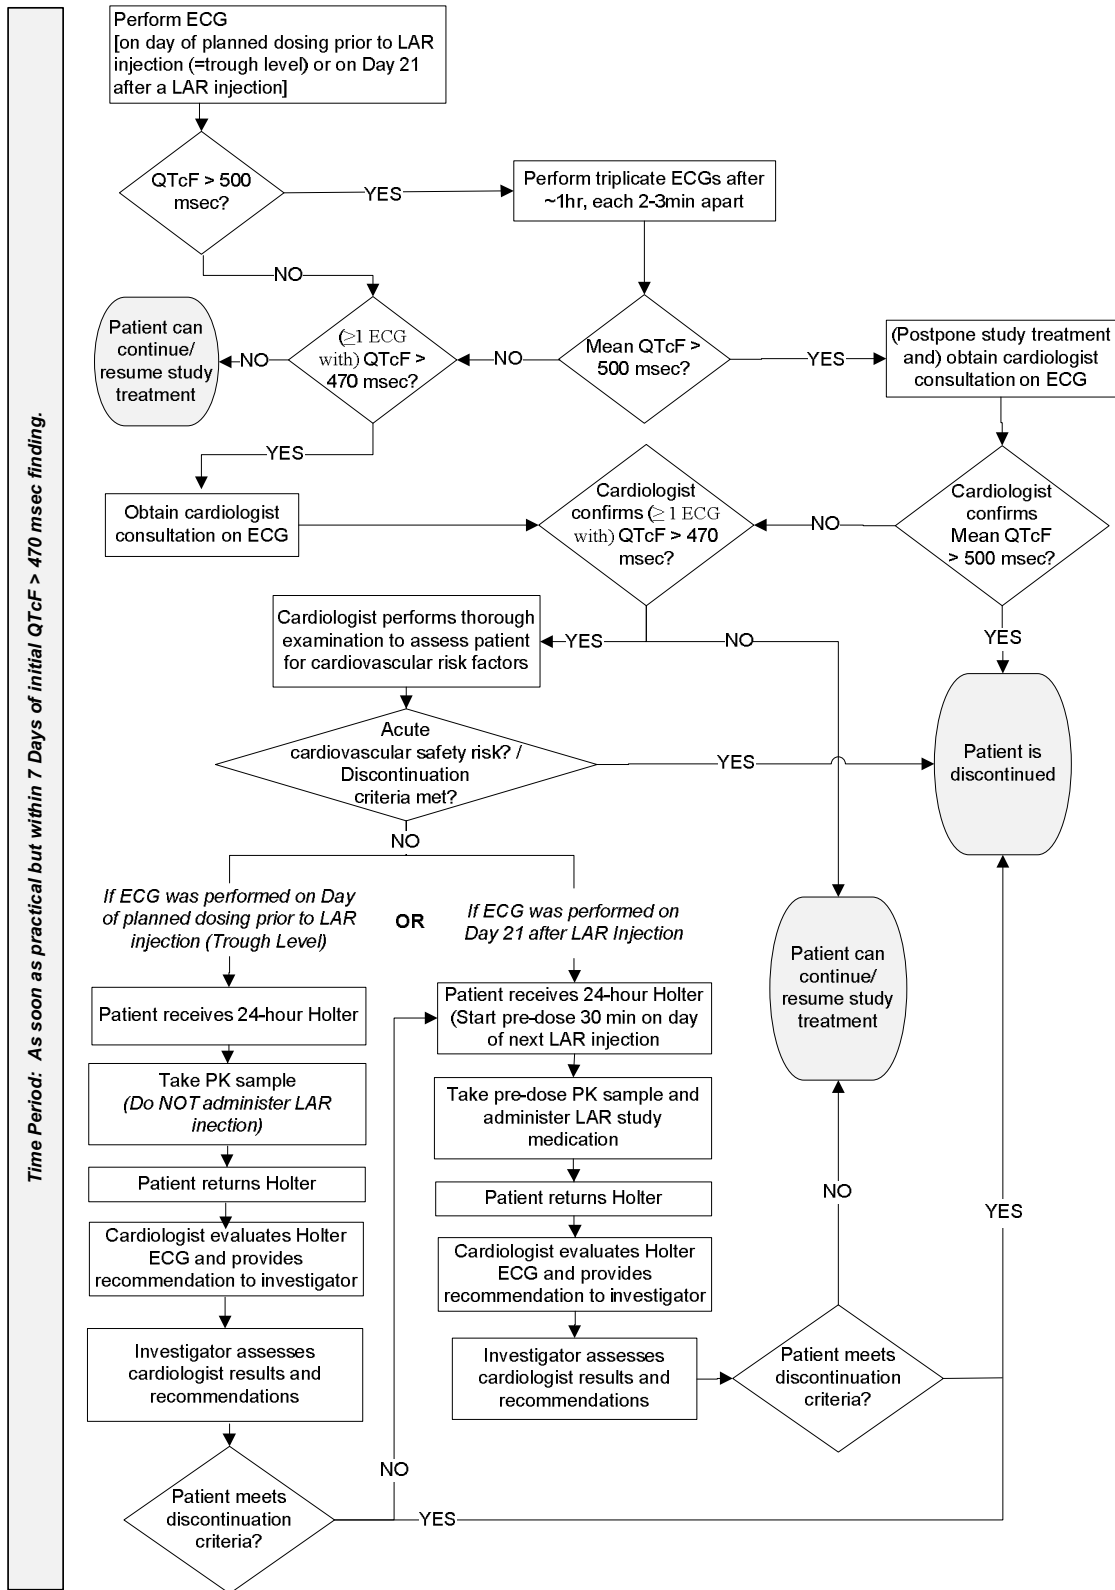 Time Period: As soon as practical but within 7 Days of initial QTcF > 470 msec finding.
Perform ECG
[on day of planned dosing prior to LAR
injection (=trough level) or on Day 21
after a LAR injection]
QTcF > 500
msec?
YES
Perform triplicate ECGs after
~1hr, each 2-3min apart
NO
Patient can
continue/
resume study
treatment
NO
(≥1 ECG
with) QTcF >
470 msec?
NO
Mean QTcF >
500 msec?
YES
(Postpone study treatment
and) obtain cardiologist
consultation on ECG
YES
Obtain cardiologist
consultation on ECG
Cardiologist
confirms (≥ 1 ECG
with) QTcF > 470
msec?
NO
Cardiologist
confirms
Mean QTcF
> 500 msec?
YES
Cardiologist performs thorough
examination to assess patient
for cardiovascular risk factors
YES
NO
Acute
cardiovascular safety risk? /
Discontinuation
criteria met?
YES
Patient is
discontinued
NO
If ECG was performed on Day
of planned dosing prior to LAR
injection (Trough Level)
OR
If ECG was performed on
Day 21 after LAR Injection
Patient receives 24-hour Holter
Take PK sample
(Do NOT administer LAR
inection)
Patient returns Holter
Cardiologist evaluates Holter
ECG and provides
recommendation to investigator
Investigator assesses
cardiologist results and
recommendations
Patient meets
discontinuation
criteria?
NO
YES
Patient receives 24-hour Holter
(Start pre-dose 30 min on day
of next LAR injection
Take pre-dose PK sample and
administer LAR study
medication
Patient returns Holter
Cardiologist evaluates Holter
ECG and provides
recommendation to investigator
Investigator assesses
cardiologist results and
recommendations
Patient meets
discontinuation
criteria?
NO
YES
Patient can
continue/
resume study
treatment